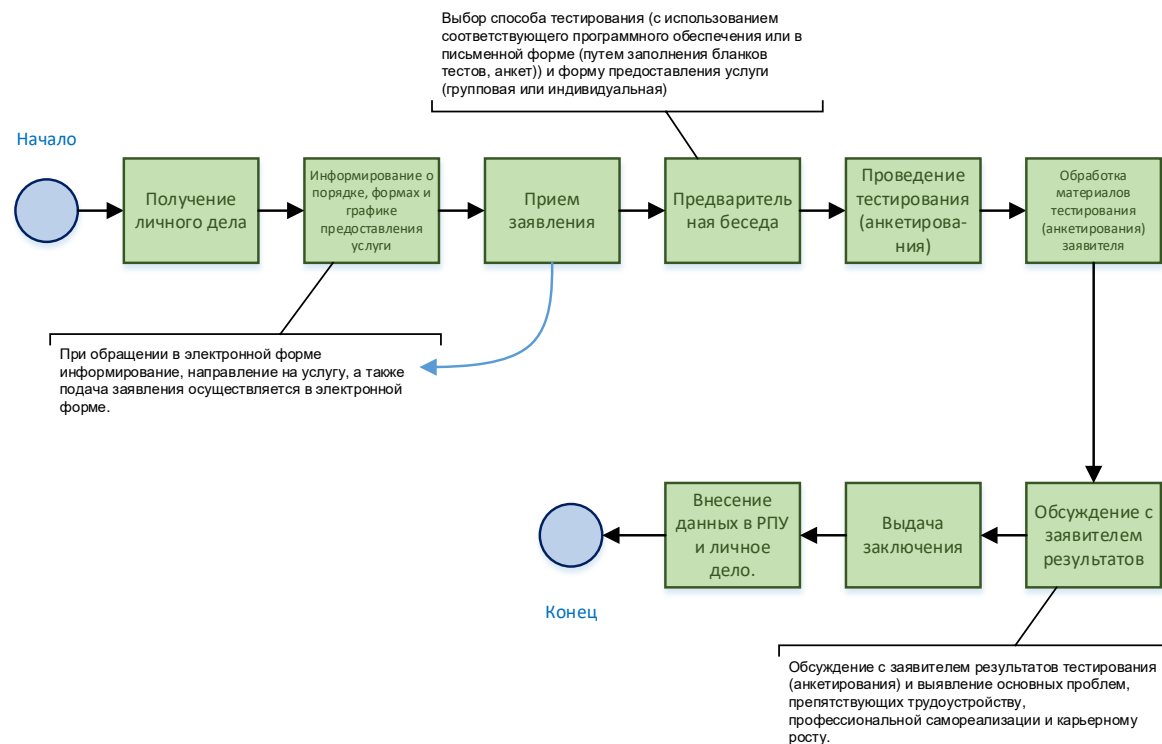 Выбор способа тестирования (с использованием
соответствующего программного обеспечения или в
письменной форме (путем заполнения бланков
тестов, анкет)) и форму предоставления услуги
(групповая или индивидуальная)
Начало
Получение
личного дела
Информирование о
порядке, формах и
графике
предоставления
услуги
Прием
заявления
Предваритель
ная беседа
Проведение
тестирования
(анкетирова-
ния)
Обработка
материалов
тестирования
(анкетирования)
заявителя
При обращении в электронной форме
информирование, направление на услугу, а также
подача заявления осуществляется в электронной
форме.
Внесение
данных в РПУ
и личное
дело.
Выдача
заключения
Обсуждение с
заявителем
результатов
Конец
Обсуждение с заявителем результатов тестирования
(анкетирования) и выявление основных проблем,
препятствующих трудоустройству,
профессиональной самореализации и карьерному
росту.